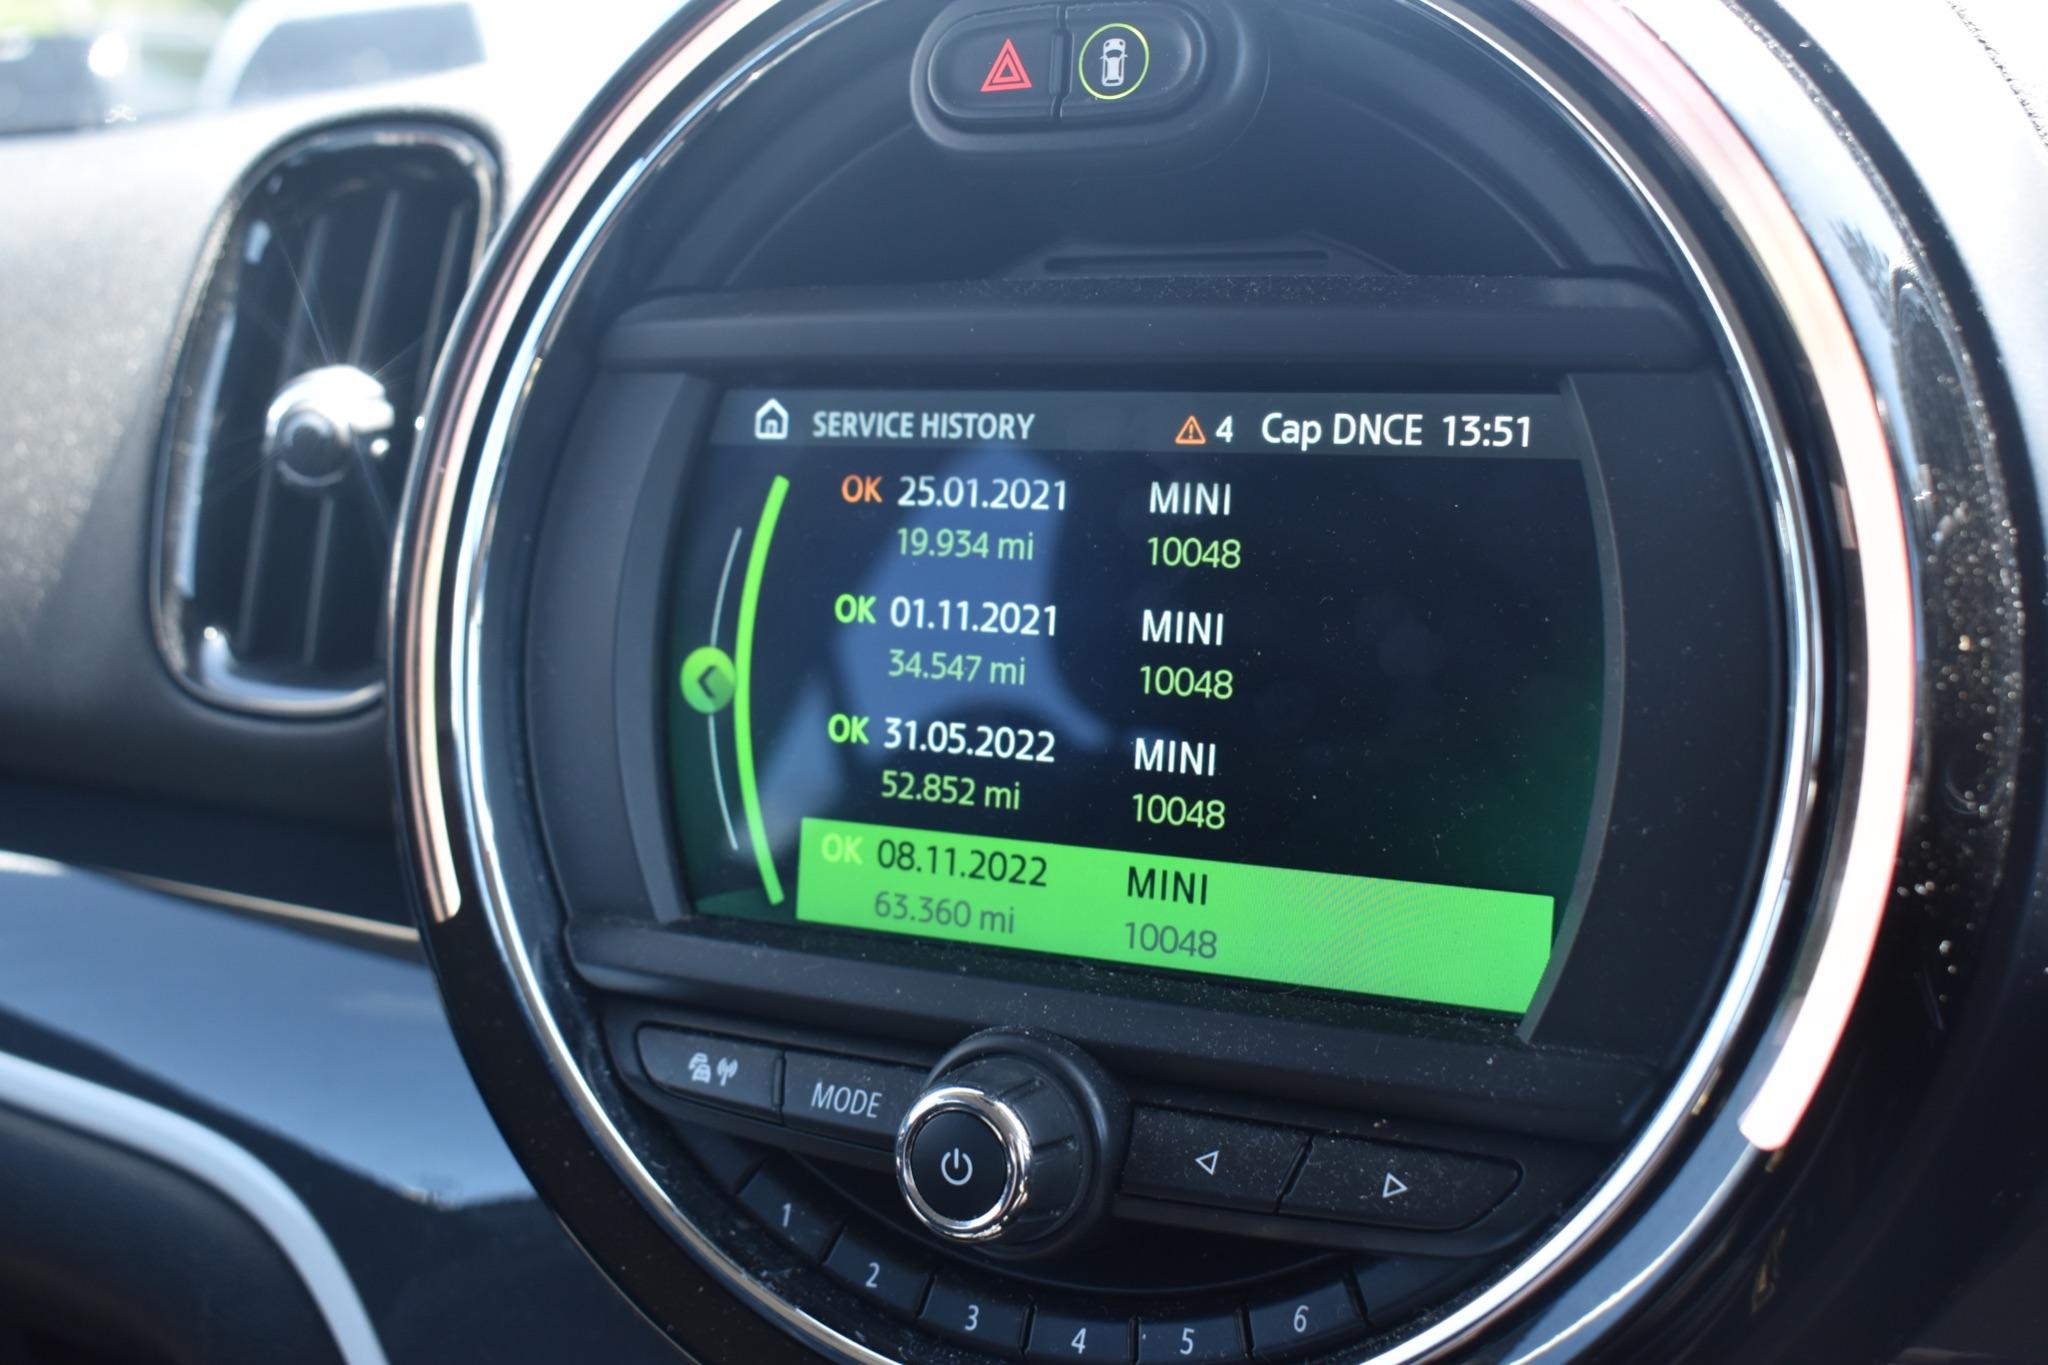 SERVICE HISTORY 4 Cap DNCE 13:51
OK 25.01.2021 MINI
19.934 mi 10048
OK 01.11.2021 MINI
34.547 mi 10048
OK 31.05.2022 MINI
52.852 mi 10048
OK 08.11.2022 MINI
63.360 mi 10048
MODE
1 2 3 4 5 6